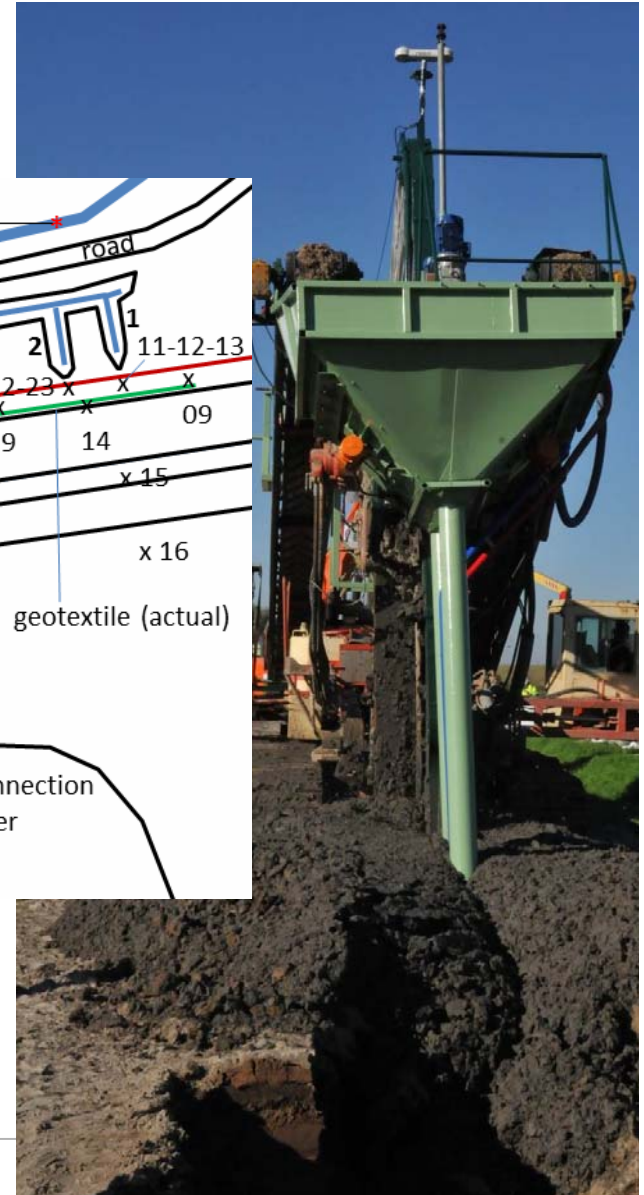 road
1
2
11-12-13
2-23 x
x
x
x
9
14
09
x 15
x 16
geotextile (actual)
nnection
er